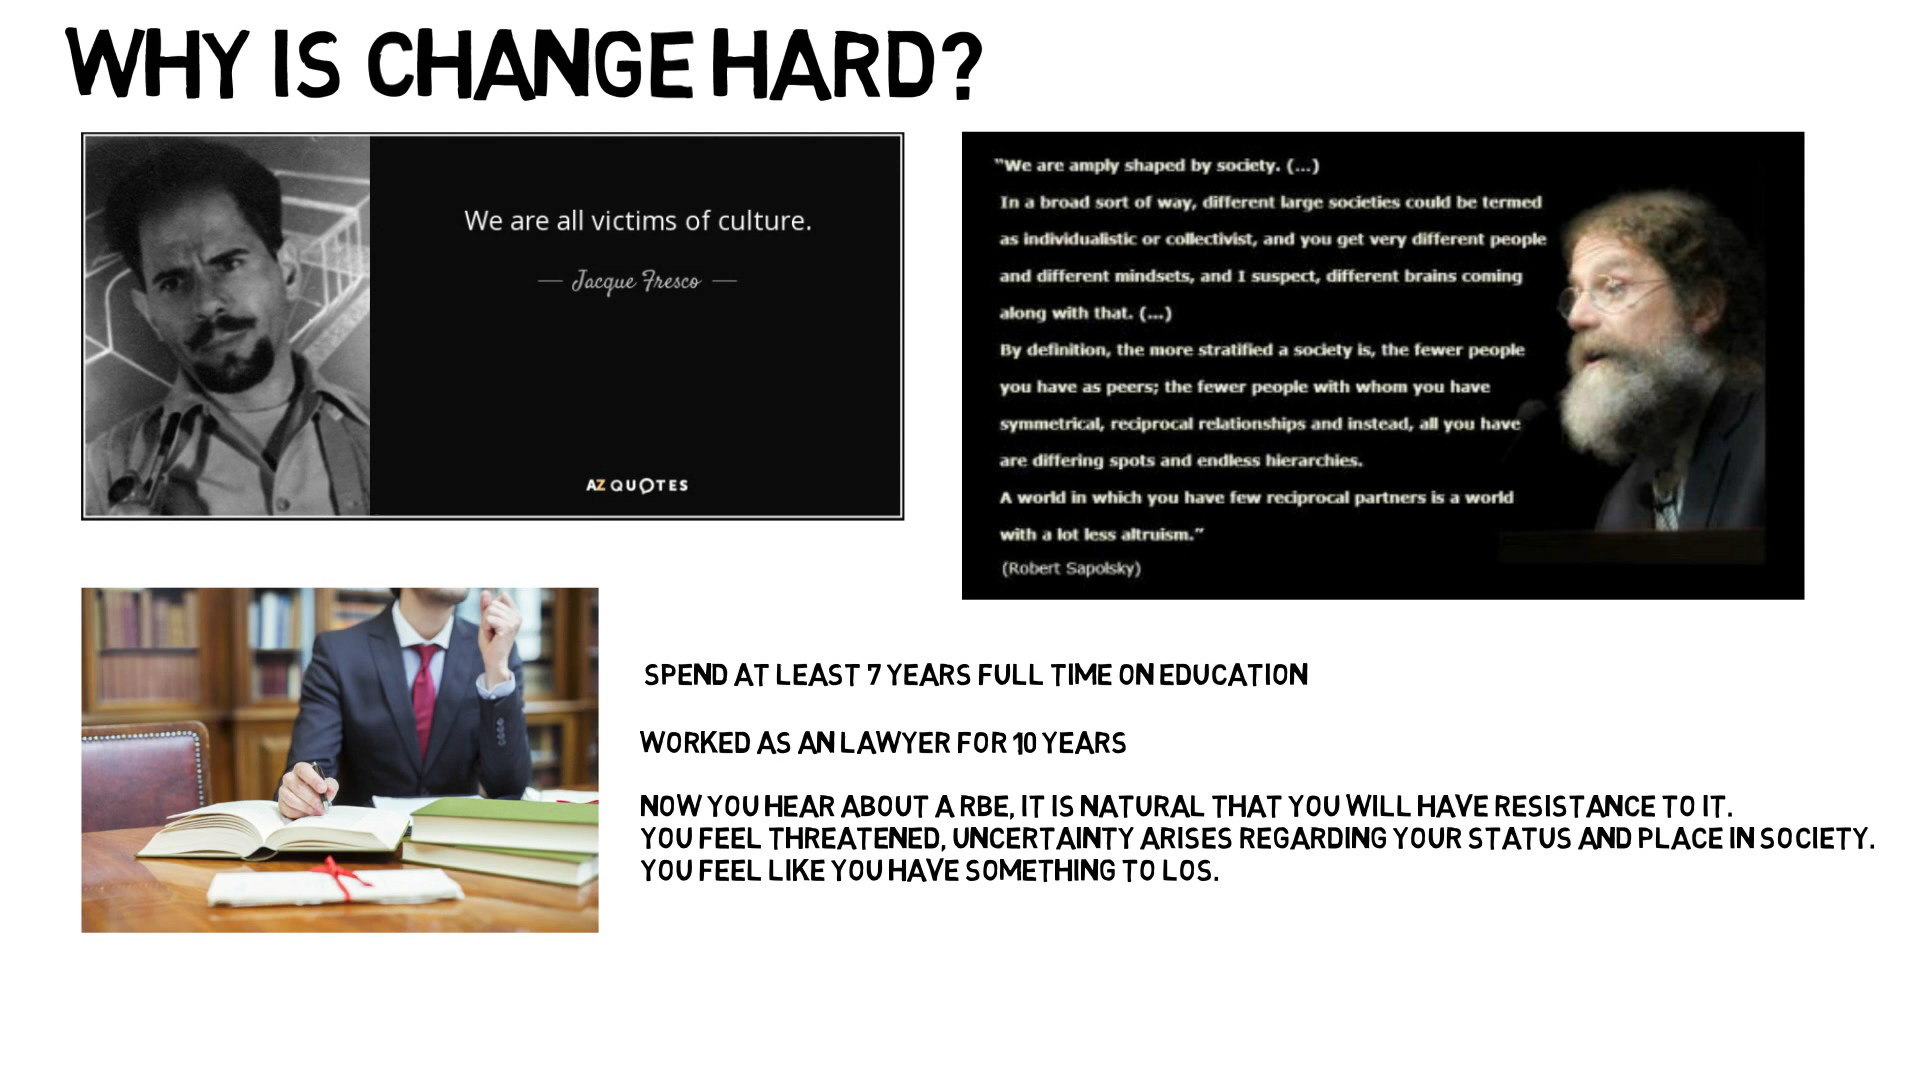 WHY IS CHANGE HARD?
We are all victims of culture.
— Jacque Fresco —
AZ QUOTES
"We are amply shaped by society. (...)
In a broad sort of way, different large societies could be termed
as individualistic or collectivist, and you get very different people
and different mindsets, and I suspect, different brains coming
along with that. (...)
By definition, the more stratified a society is, the fewer people
you have as peers; the fewer people with whom you have
symmetrical, reciprocal relationships and instead, all you have
are differing spots and endless hierarchies.
A world in which you have few reciprocal partners is a world
with a lot less altruism."
(Robert Sapolsky)
SPEND AT LEAST 7 YEARS FULL TIME ON EDUCATION
WORKED AS AN LAWYER FOR 10 YEARS
NOW YOU HEAR ABOUT A RBE, IT IS NATURAL THAT YOU WILL HAVE RESISTANCE TO IT.
YOU FEEL THREATENED, UNCERTAINTY ARISES REGARDING YOUR STATUS AND PLACE IN SOCIETY.
YOU FEEL LIKE YOU HAVE SOMETHING TO LOS.